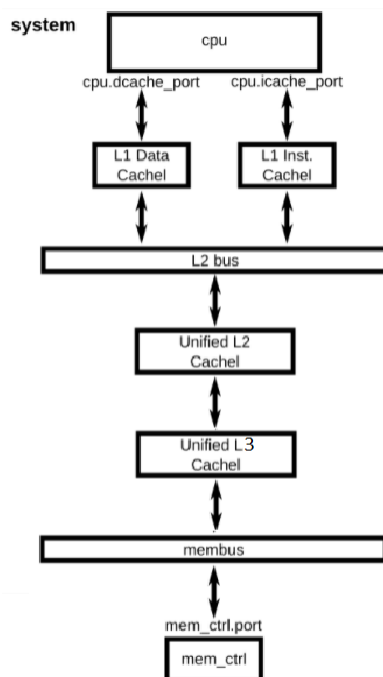 system
cpu
cpu.dcache_port cpu.icache_port
L1 Data
Cachel
L1 Inst.
Cachel
L2 bus
Unified L2
Cachel
Unified L3
Cachel
membus
mem_ctrl.port
mem_ctrl